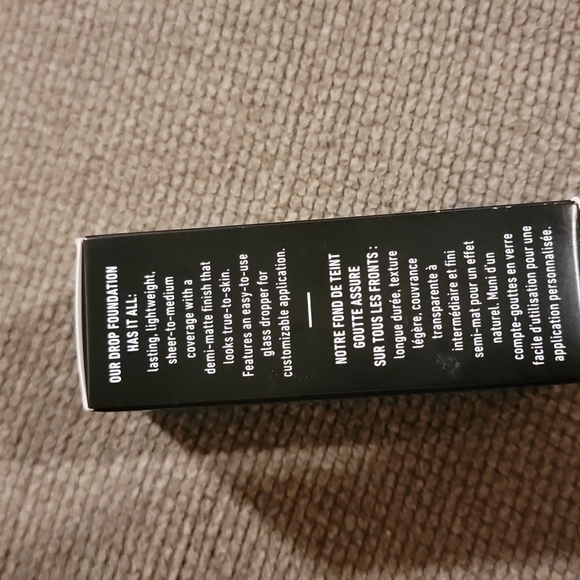 OUR DROP FOUNDATION
HAS IT ALL:
lasting, lightweight,
sheer-to-medium
coverage with a
demi-matte finish that
looks true-to-skin.
Features an easy-to-use
glass dropper for
customizable application.
NOTRE FOND DE TEINT
GOUTTE ASSURE
SUR TOUS LES FRONTS :
longue durée, texture
légère, couvrance
transparente à
intermédiaire et fini
semi-mat pour un effet
naturel. Muni d'un
compte-gouttes en verre
facile d'utilisation pour une
application personnalisée.